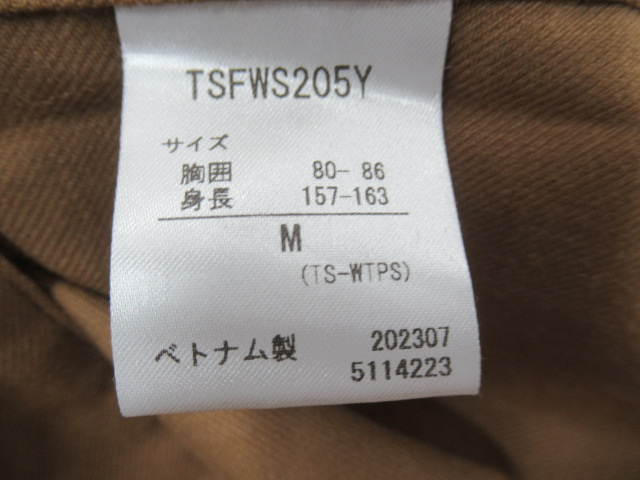 TSFWS205Y
サイズ
胸囲 80- 86
身長 157-163
M
(TS-WTPS)
ベトナム製 202307
5114223